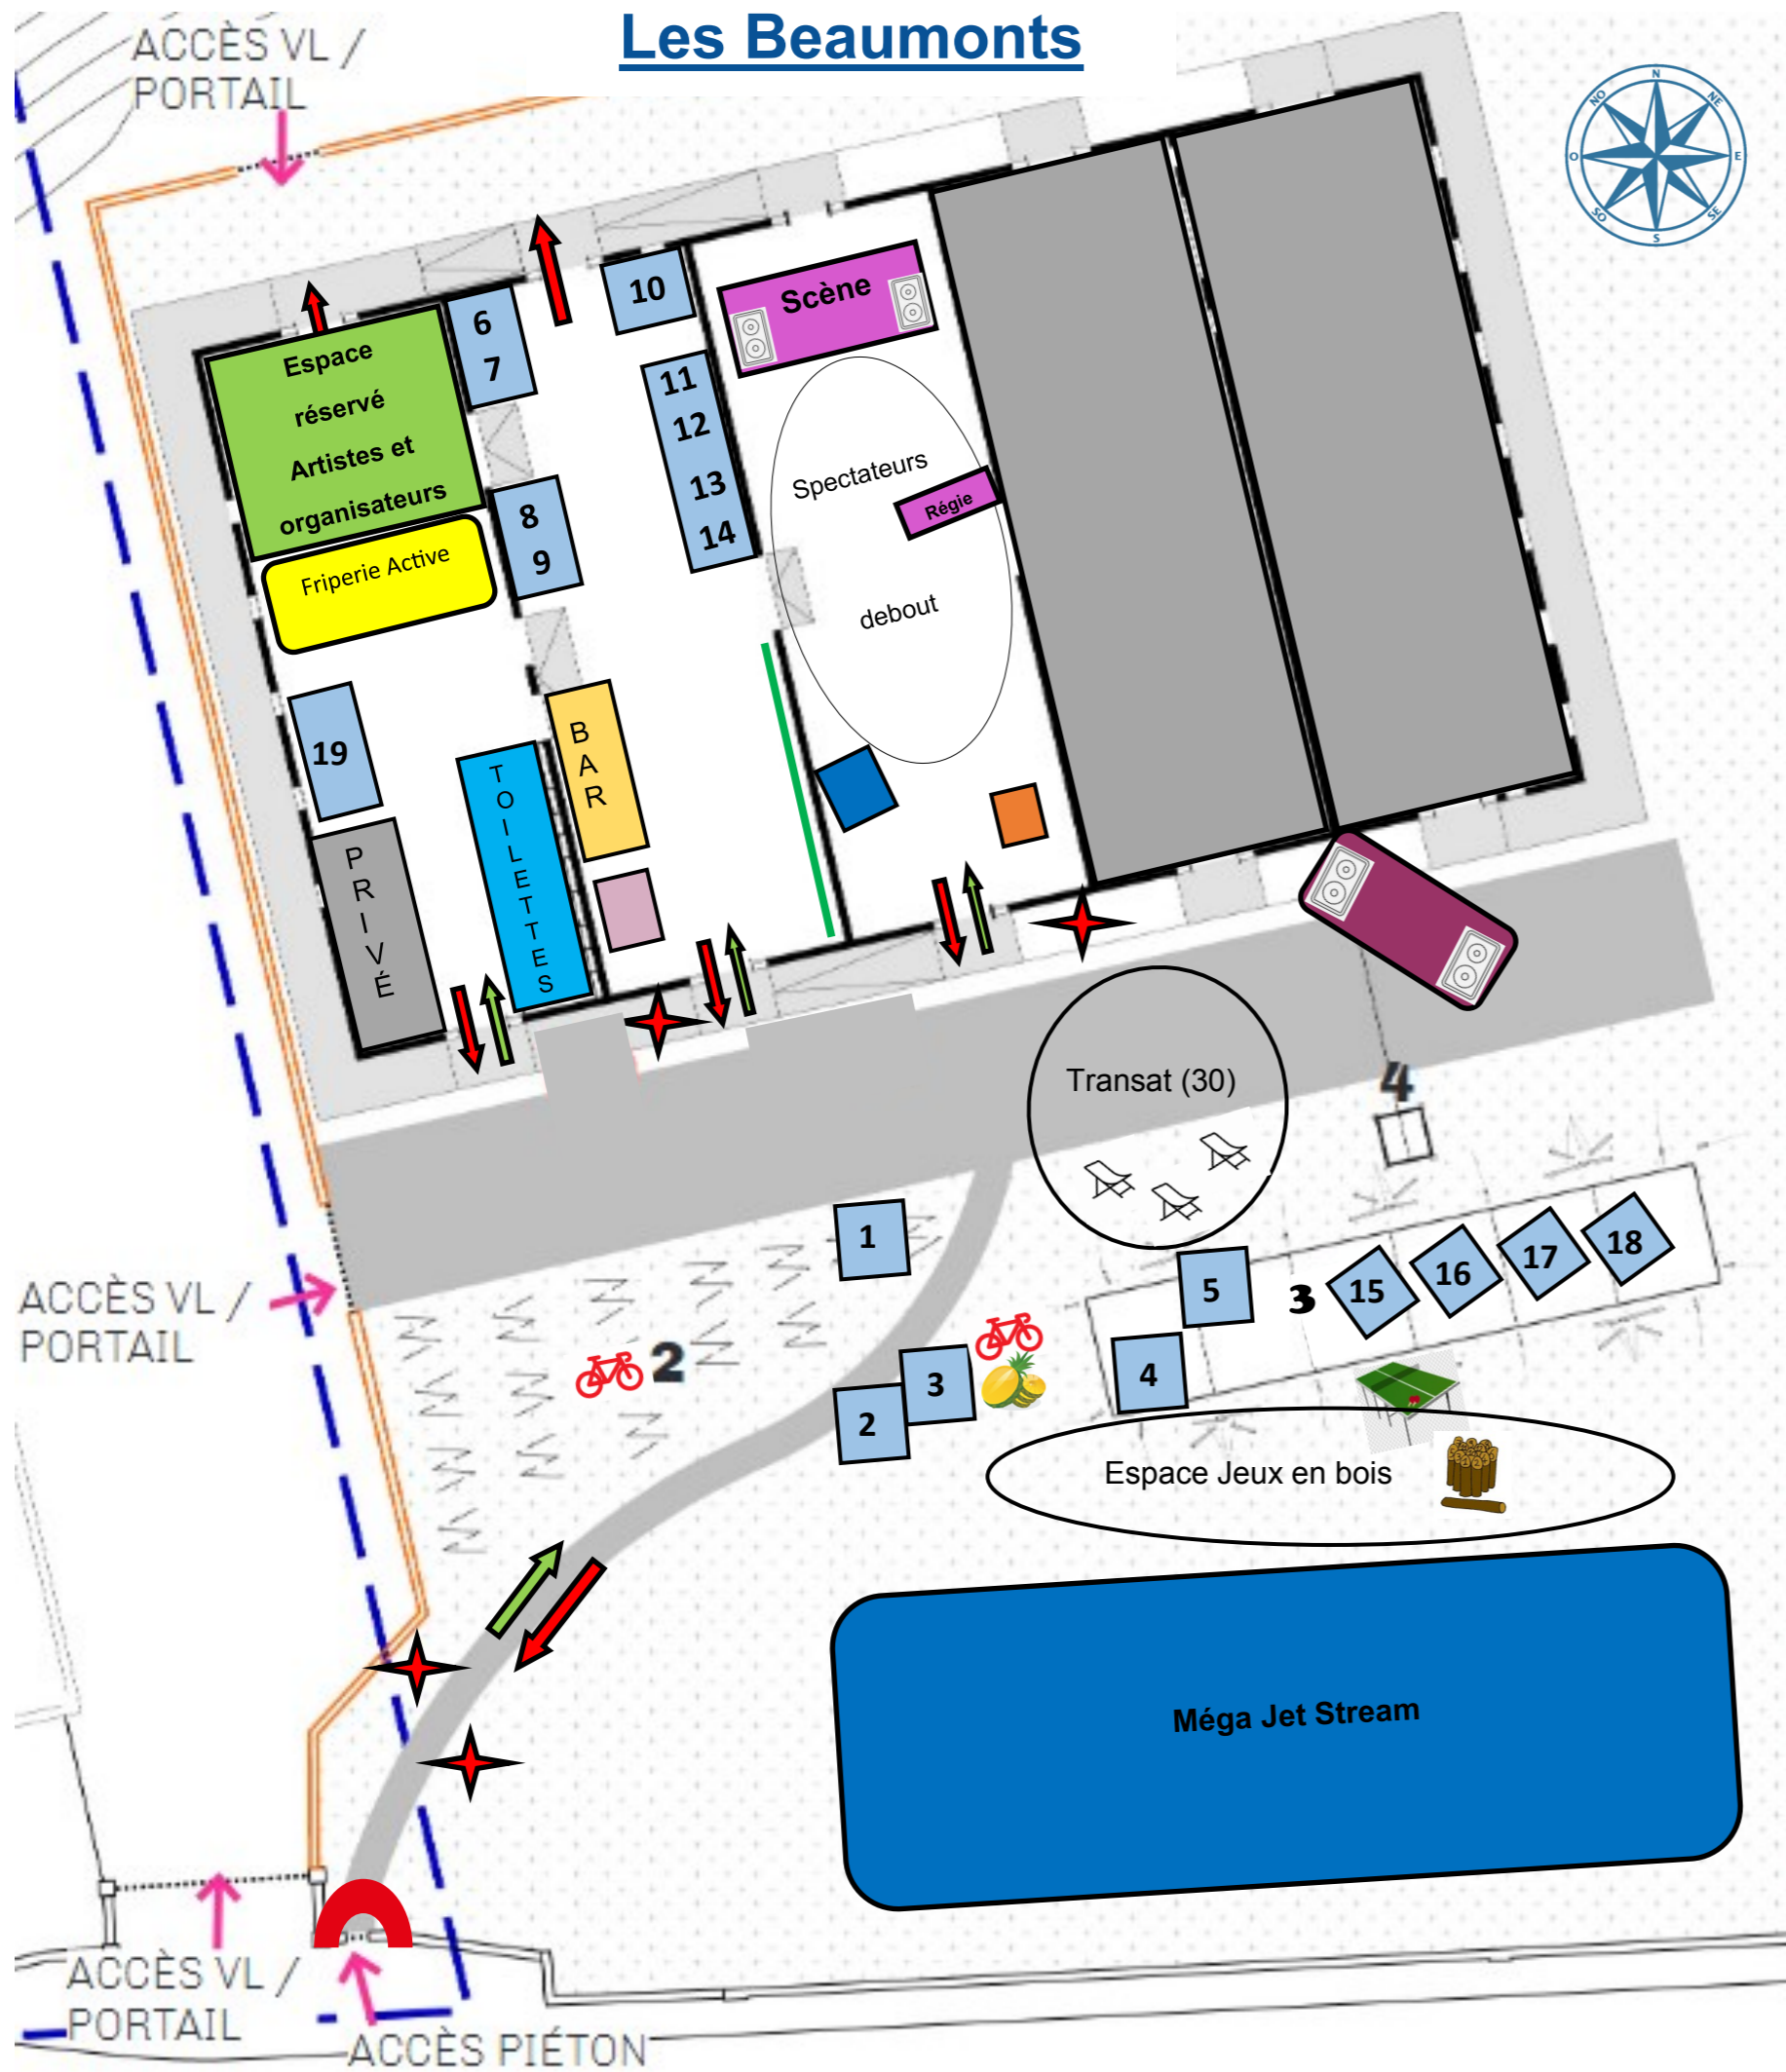 Les Beaumonts
ACCÈS VL /
PORTAIL
N
NE
E
SE
S
SO
O
NO
10
Scène
6
7
Espace
réservé
Artistes et
organisateurs
11
12
13
14
Spectateurs
Régie
debout
8
9
Friperie Active
19
BAR
TOILETTES
PRIVÉ
Transat (30)
4
1
ACCÈS VL /
PORTAIL
2
5
3
15
16
17
18
3
2
4
Espace Jeux en bois
Méga Jet Stream
ACCÈS VL /
PORTAIL
ACCÈS PIÉTON